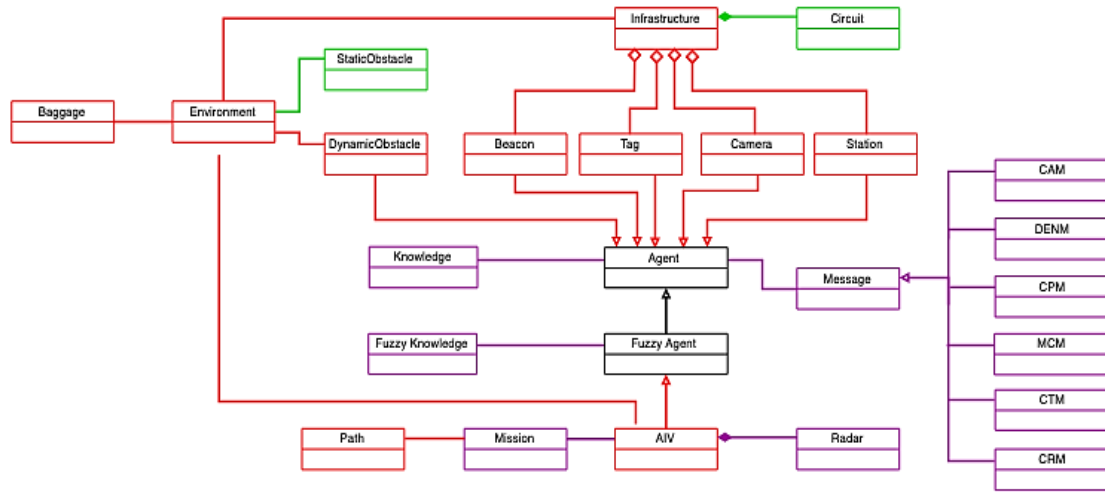 Infrastructure
Circuit
StaticObstacle
Baggage
Environment
DynamicObstacle
Beacon
Tag
Camera
Station
CAM
DENM
Knowledge
Agent
Message
CPM
Fuzzy Knowledge
Fuzzy Agent
MCM
CTM
Path
Mission
AIV
Radar
CRM